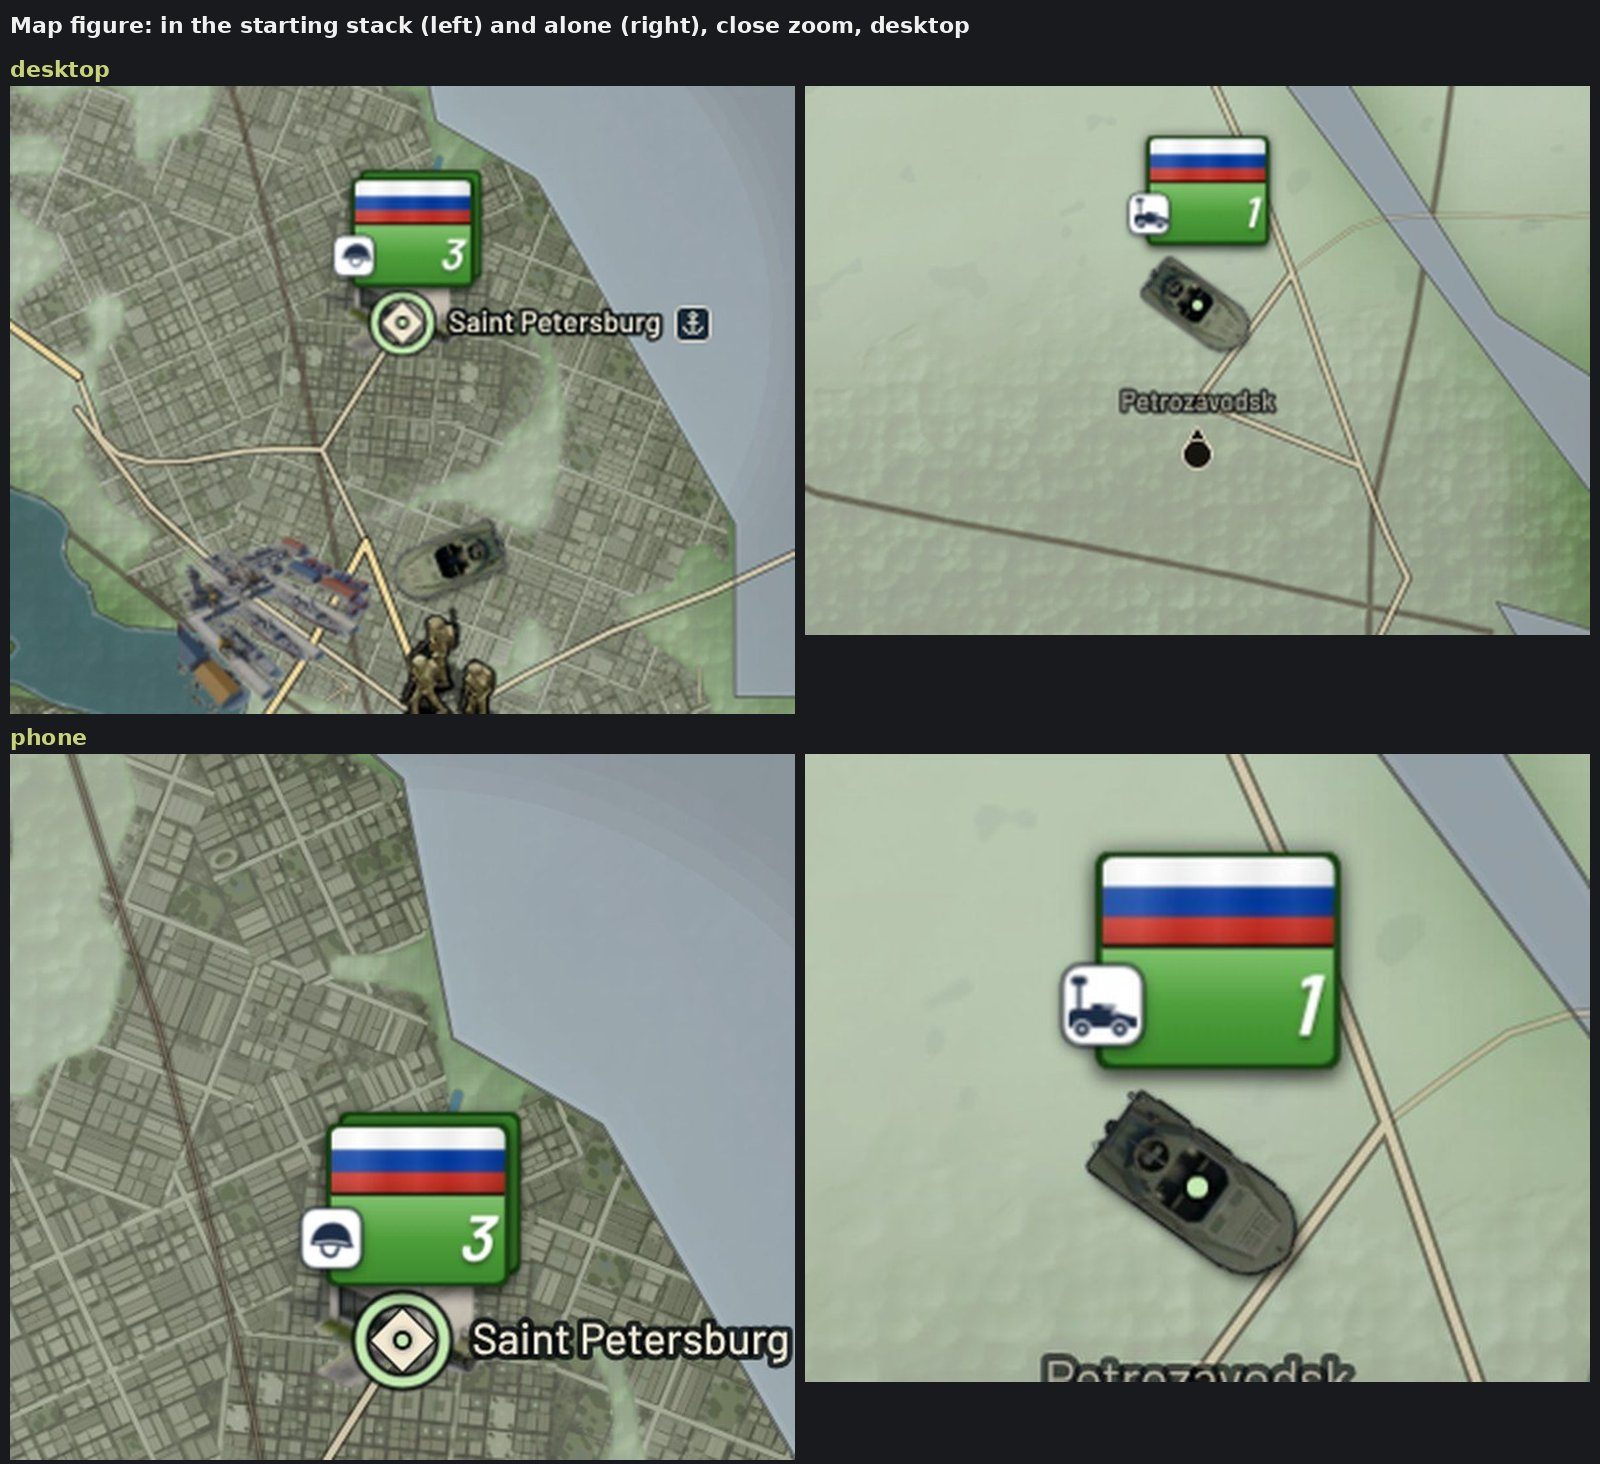 Map figure: in the starting stack (left) and alone (right), close zoom, desktop
desktop
3
Saint Petersburg
1
Petrozavodsk
phone
3
Saint Petersburg
1
Petrozavodsk